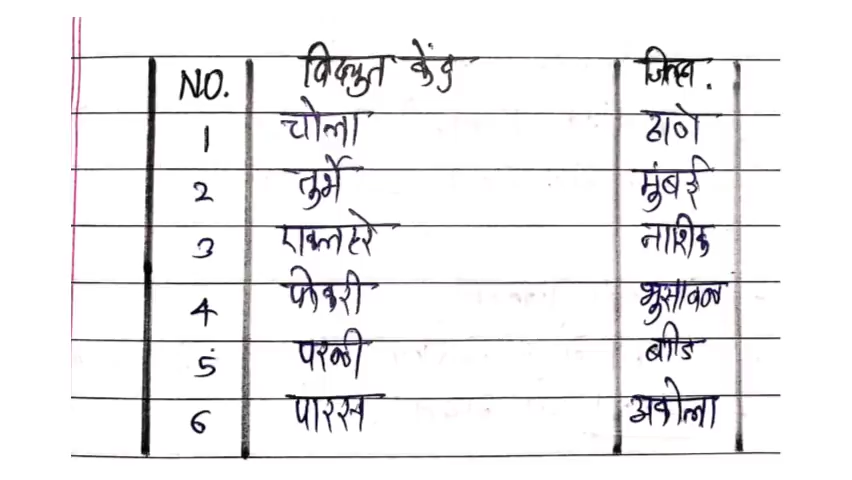 NO. विद्युत केंद्र जिल्हा.
1 चोला ठाणे
2 तुर्भे मुंबई
3 एकलहरे नाशिक
4 फेकरी भुसावळ
5 परळी बीड
6 पारस अकोला